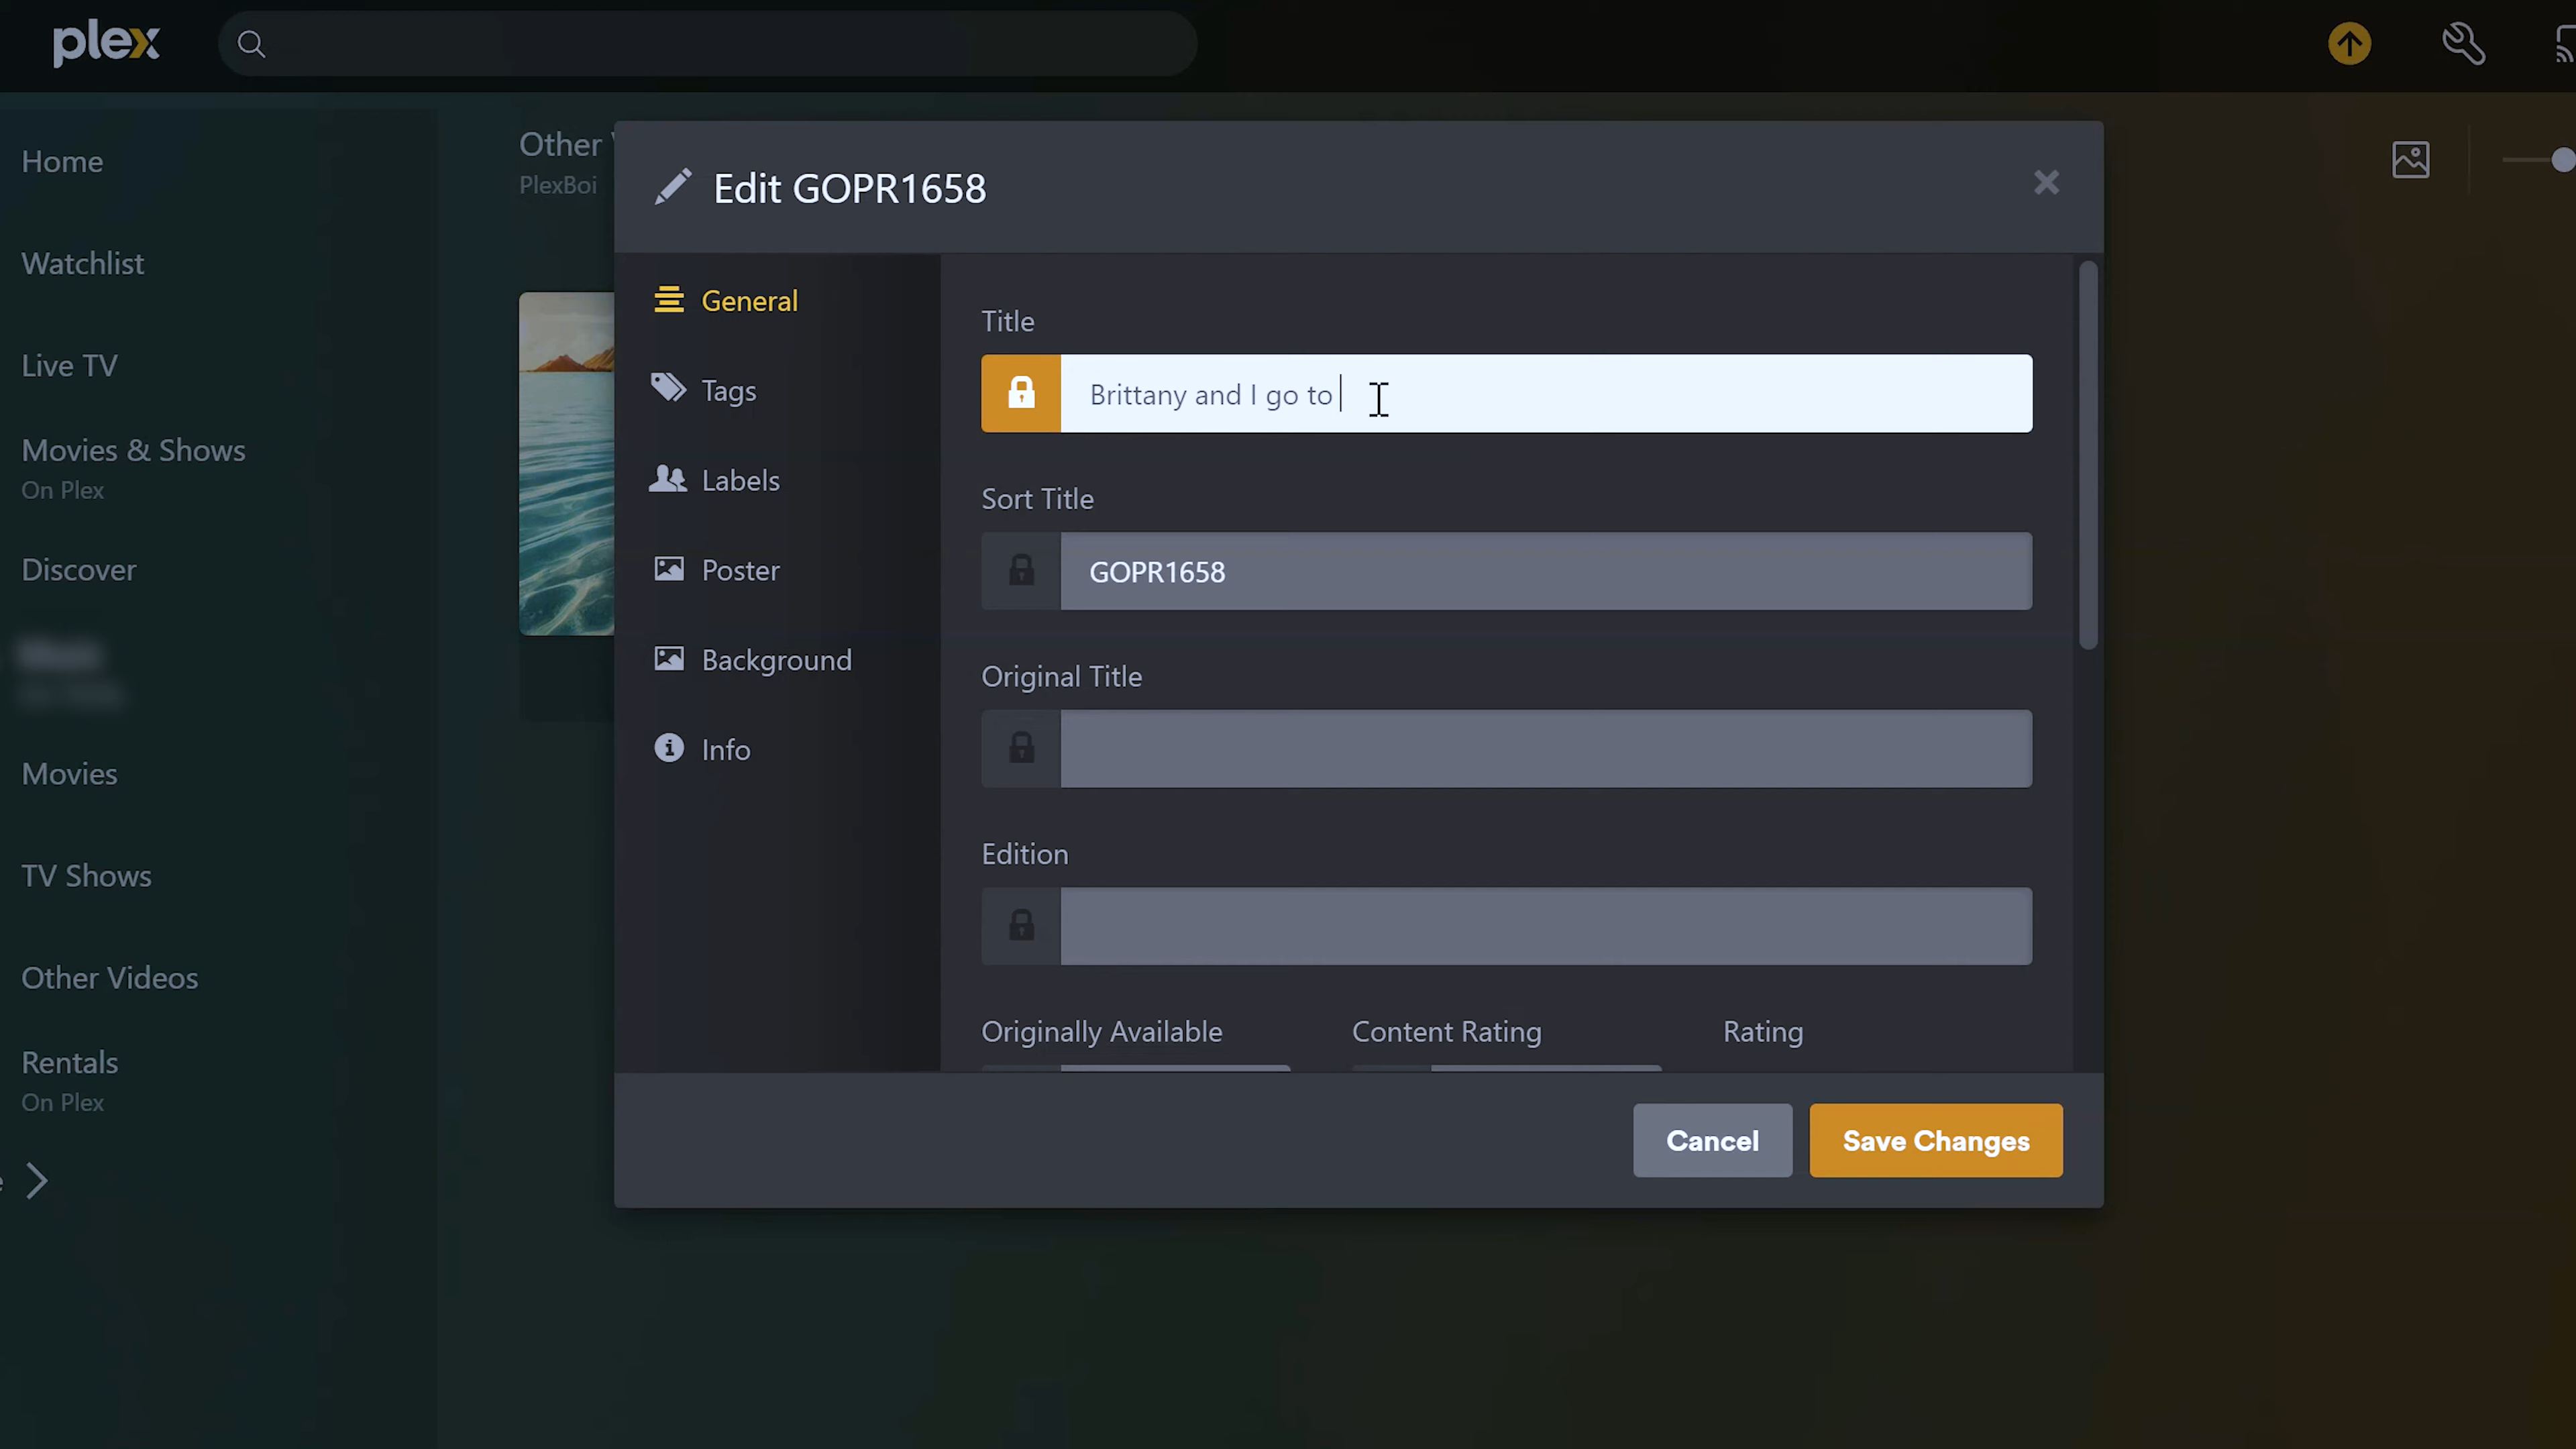 plex
Home
Watchlist
Live TV
Movies & Shows
On Plex
Discover
Movies
TV Shows
Other Videos
Rentals
On Plex
Other
PlexBoi
Edit GOPR1658
General
Tags
Labels
Poster
Background
Info
Title
Brittany and I go to
Sort Title
GOPR1658
Original Title
Edition
Originally Available
Content Rating
Rating
Cancel
Save Changes